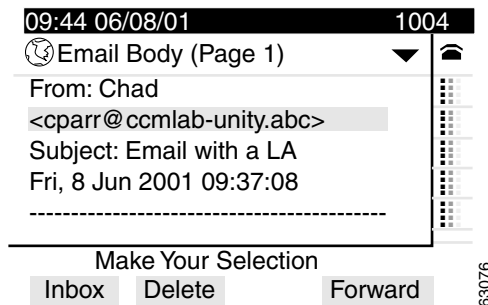 09:44 06/08/01 1004
Email Body (Page 1)
From: Chad
<cparr@ccmlab-unity.abc>
Subject: Email with a LA
Fri, 8 Jun 2001 09:37:08
-----------------------------------------
Make Your Selection
Inbox Delete Forward
63076